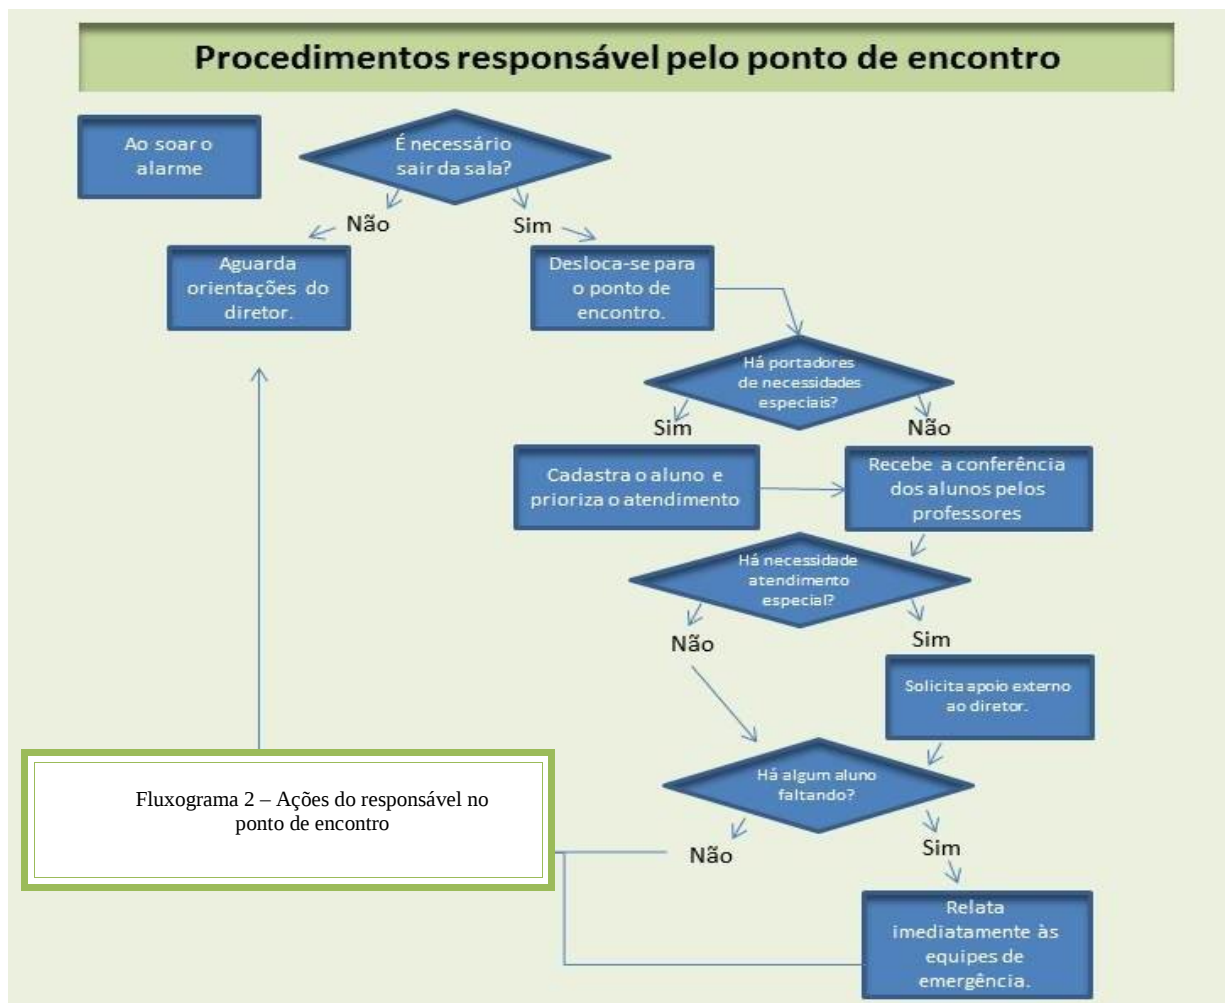 Procedimentos responsável pelo ponto de encontro
Ao soar o
alarme
É necessário
sair da sala?
Não
Sim
Aguarda
orientações do
diretor.
Desloca-se para
o ponto de
encontro.
Há portadores
de necessidades
especiais?
Sim
Não
Cadastra o aluno e
prioriza o atendimento
Recebe a conferência
dos alunos pelos
professores
Há necessidade
atendimento
especial?
Não
Sim
Solicita apoio externo
ao diretor.
Há algum aluno
faltando?
Não
Sim
Relata
imediatamente às
equipes de
emergência.
Fluxograma 2 – Ações do responsável no
ponto de encontro